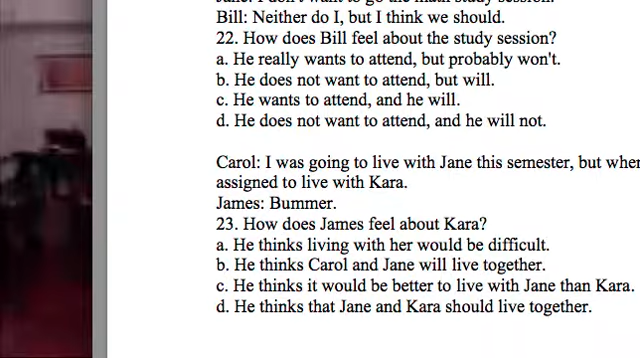 Bill: Neither do I, but I think we should.
22. How does Bill feel about the study session?
a. He really wants to attend, but probably won't.
b. He does not want to attend, but will.
c. He wants to attend, and he will.
d. He does not want to attend, and he will not.
Carol: I was going to live with Jane this semester, but
assigned to live with Kara.
James: Bummer.
23. How does James feel about Kara?
a. He thinks living with her would be difficult.
b. He thinks Carol and Jane will live together.
c. He thinks it would be better to live with Jane than Kara.
d. He thinks that Jane and Kara should live together.